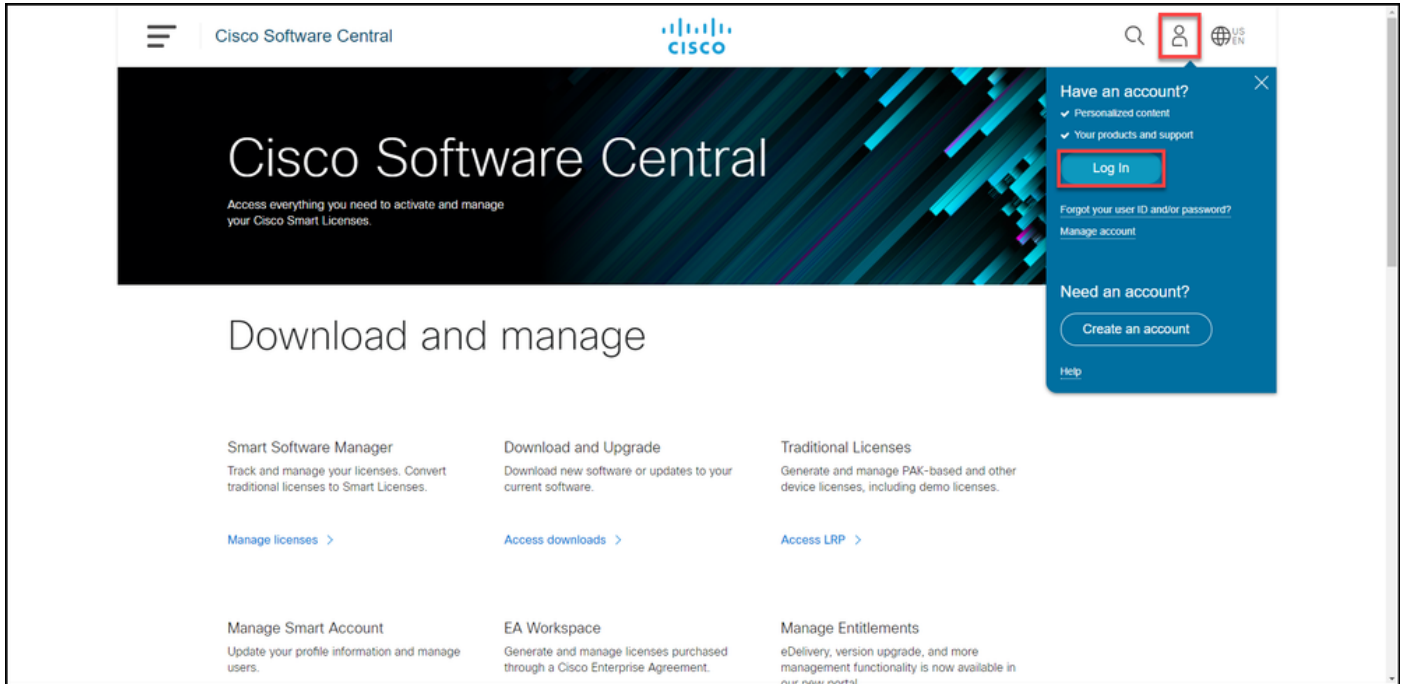 Cisco Software Central
CISCO
US
EN
Cisco Software Central
Access everything you need to activate and manage
your Cisco Smart Licenses.
Have an account?
Personalized content
Your products and support
Log In
Forgot your user ID and/or password?
Manage account
Need an account?
Create an account
Help
Download and manage
Smart Software Manager
Track and manage your licenses. Convert
traditional licenses to Smart Licenses.
Manage licenses
Download and Upgrade
Download new software or updates to your
current software.
Access downloads
Traditional Licenses
Generate and manage PAK-based and other
device licenses, including demo licenses.
Access LRP
Manage Smart Account
Update your profile information and manage
users.
EA Workspace
Generate and manage licenses purchased
through a Cisco Enterprise Agreement.
Manage Entitlements
eDelivery, version upgrade, and more
management functionality is now available in
our new portal